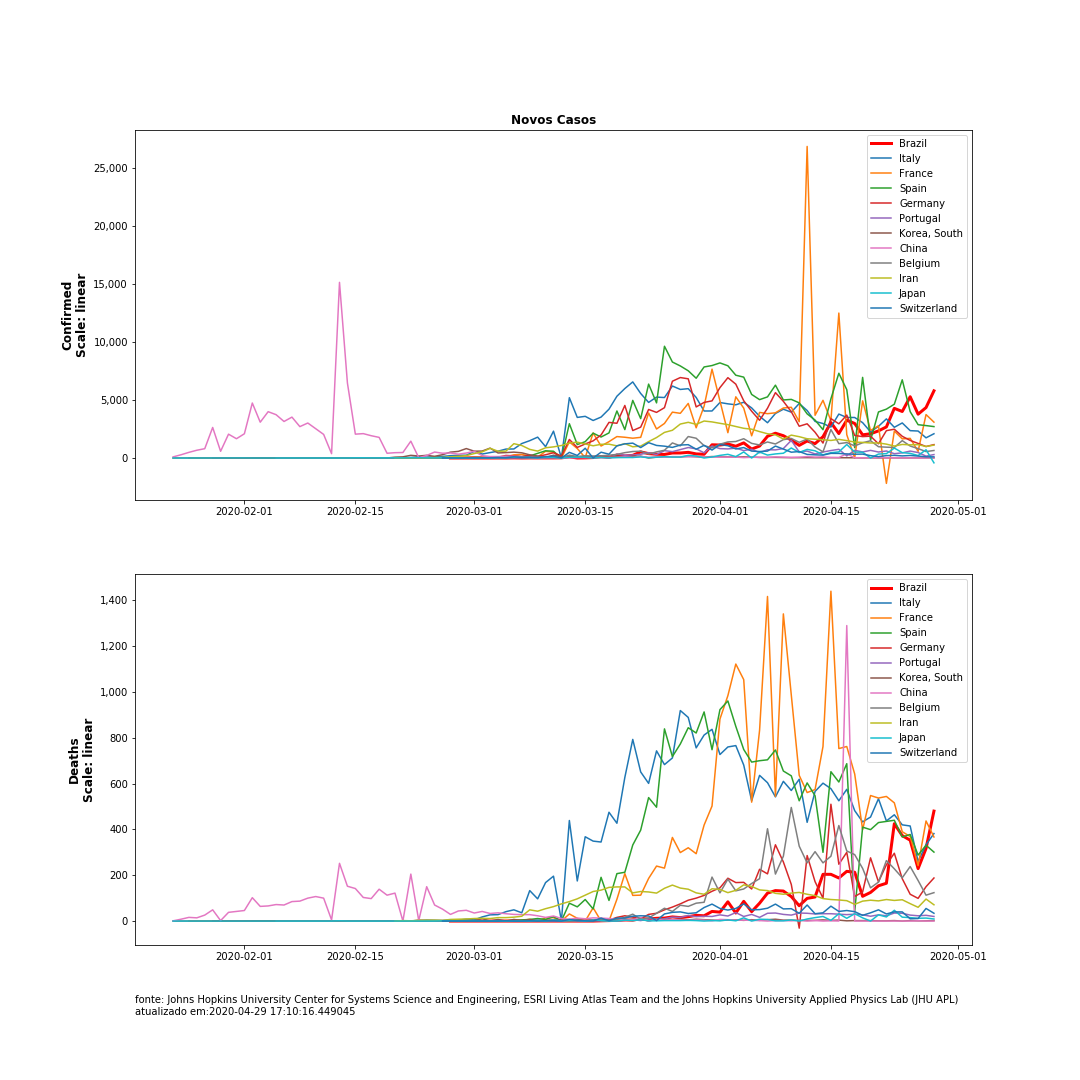 Novos Casos
Confirmed
Scale: linear
25,000
20,000
15,000
10,000
5,000
0
2020-02-01 2020-02-15 2020-03-01 2020-03-15 2020-04-01 2020-04-15 2020-05-01
Brazil
Italy
France
Spain
Germany
Portugal
Korea, South
China
Belgium
Iran
Japan
Switzerland
Deaths
Scale: linear
1,400
1,200
1,000
800
600
400
200
0
2020-02-01 2020-02-15 2020-03-01 2020-03-15 2020-04-01 2020-04-15 2020-05-01
Brazil
Italy
France
Spain
Germany
Portugal
Korea, South
China
Belgium
Iran
Japan
Switzerland
fonte: Johns Hopkins University Center for Systems Science and Engineering, ESRI Living Atlas Team and the Johns Hopkins University Applied Physics Lab (JHU APL)
atualizado em:2020-04-29 17:10:16.449045